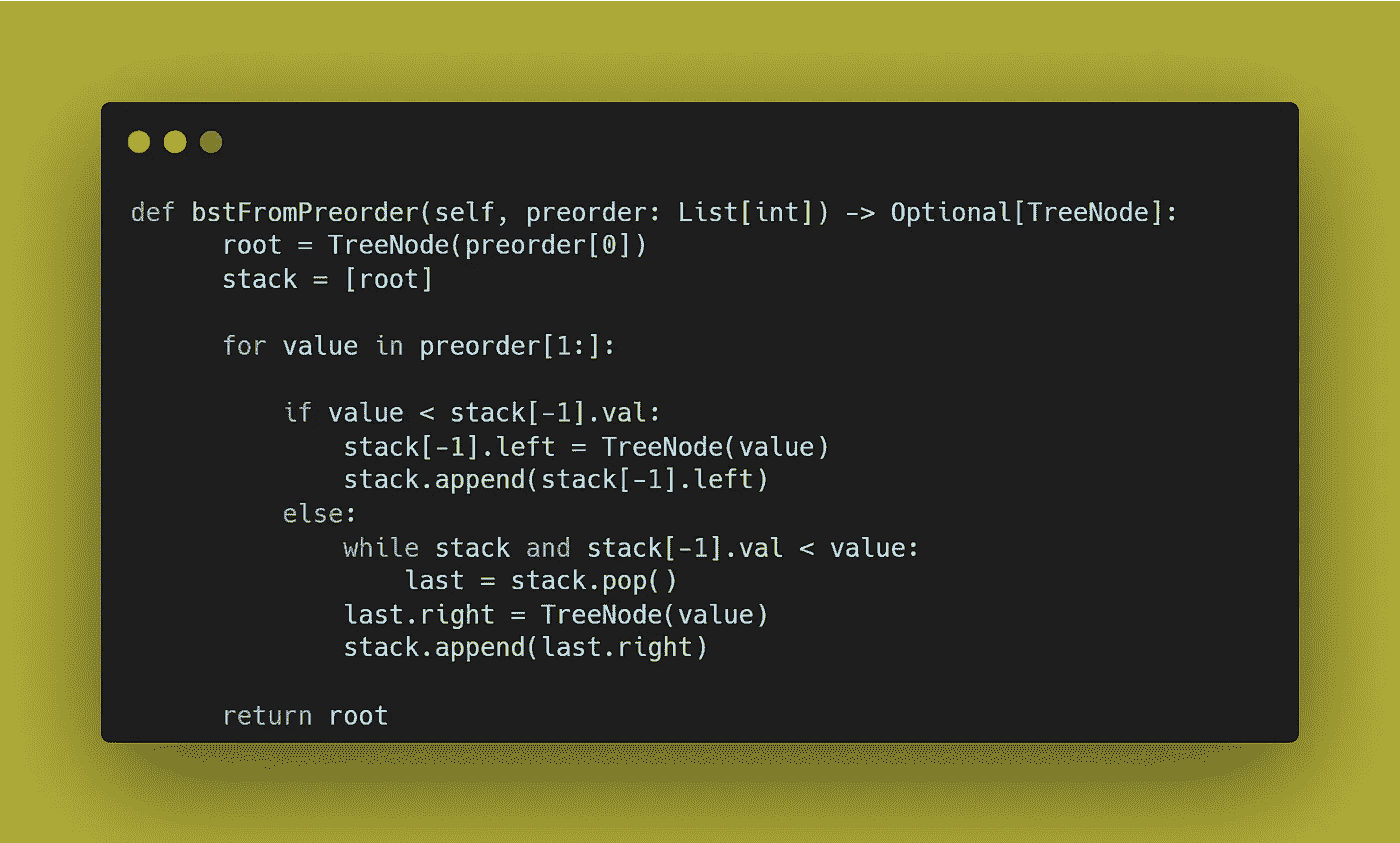 def bstFromPreorder(self, preorder: List[int]) -> Optional[TreeNode]:
root = TreeNode(preorder[0])
stack = [root]
for value in preorder[1:]:
if value < stack[-1].val:
stack[-1].left = TreeNode(value)
stack.append(stack[-1].left)
else:
while stack and stack[-1].val < value:
last = stack.pop()
last.right = TreeNode(value)
stack.append(last.right)
return root